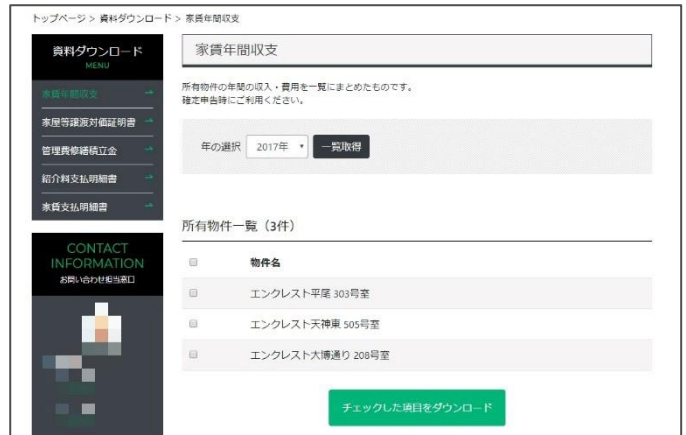 トップページ > 資料ダウンロード > 家賃年間収支
資料ダウンロード
MENU
家賃年間収支
家屋等譲渡対価証明書
管理費修繕積立金
紹介料支払明細書
家賃支払明細書
CONTACT
INFORMATION
お問い合わせ担当窓口
家賃年間収支
所有物件の年間の収入・費用を一覧にまとめたものです。
確定申告時にご利用ください。
年の選択 2017年 一覧取得
所有物件一覧（3件）
物件名
エンクレスト平尾 303号室
エンクレスト天神東 505号室
エンクレスト大博通り 208号室
チェックした項目をダウンロード